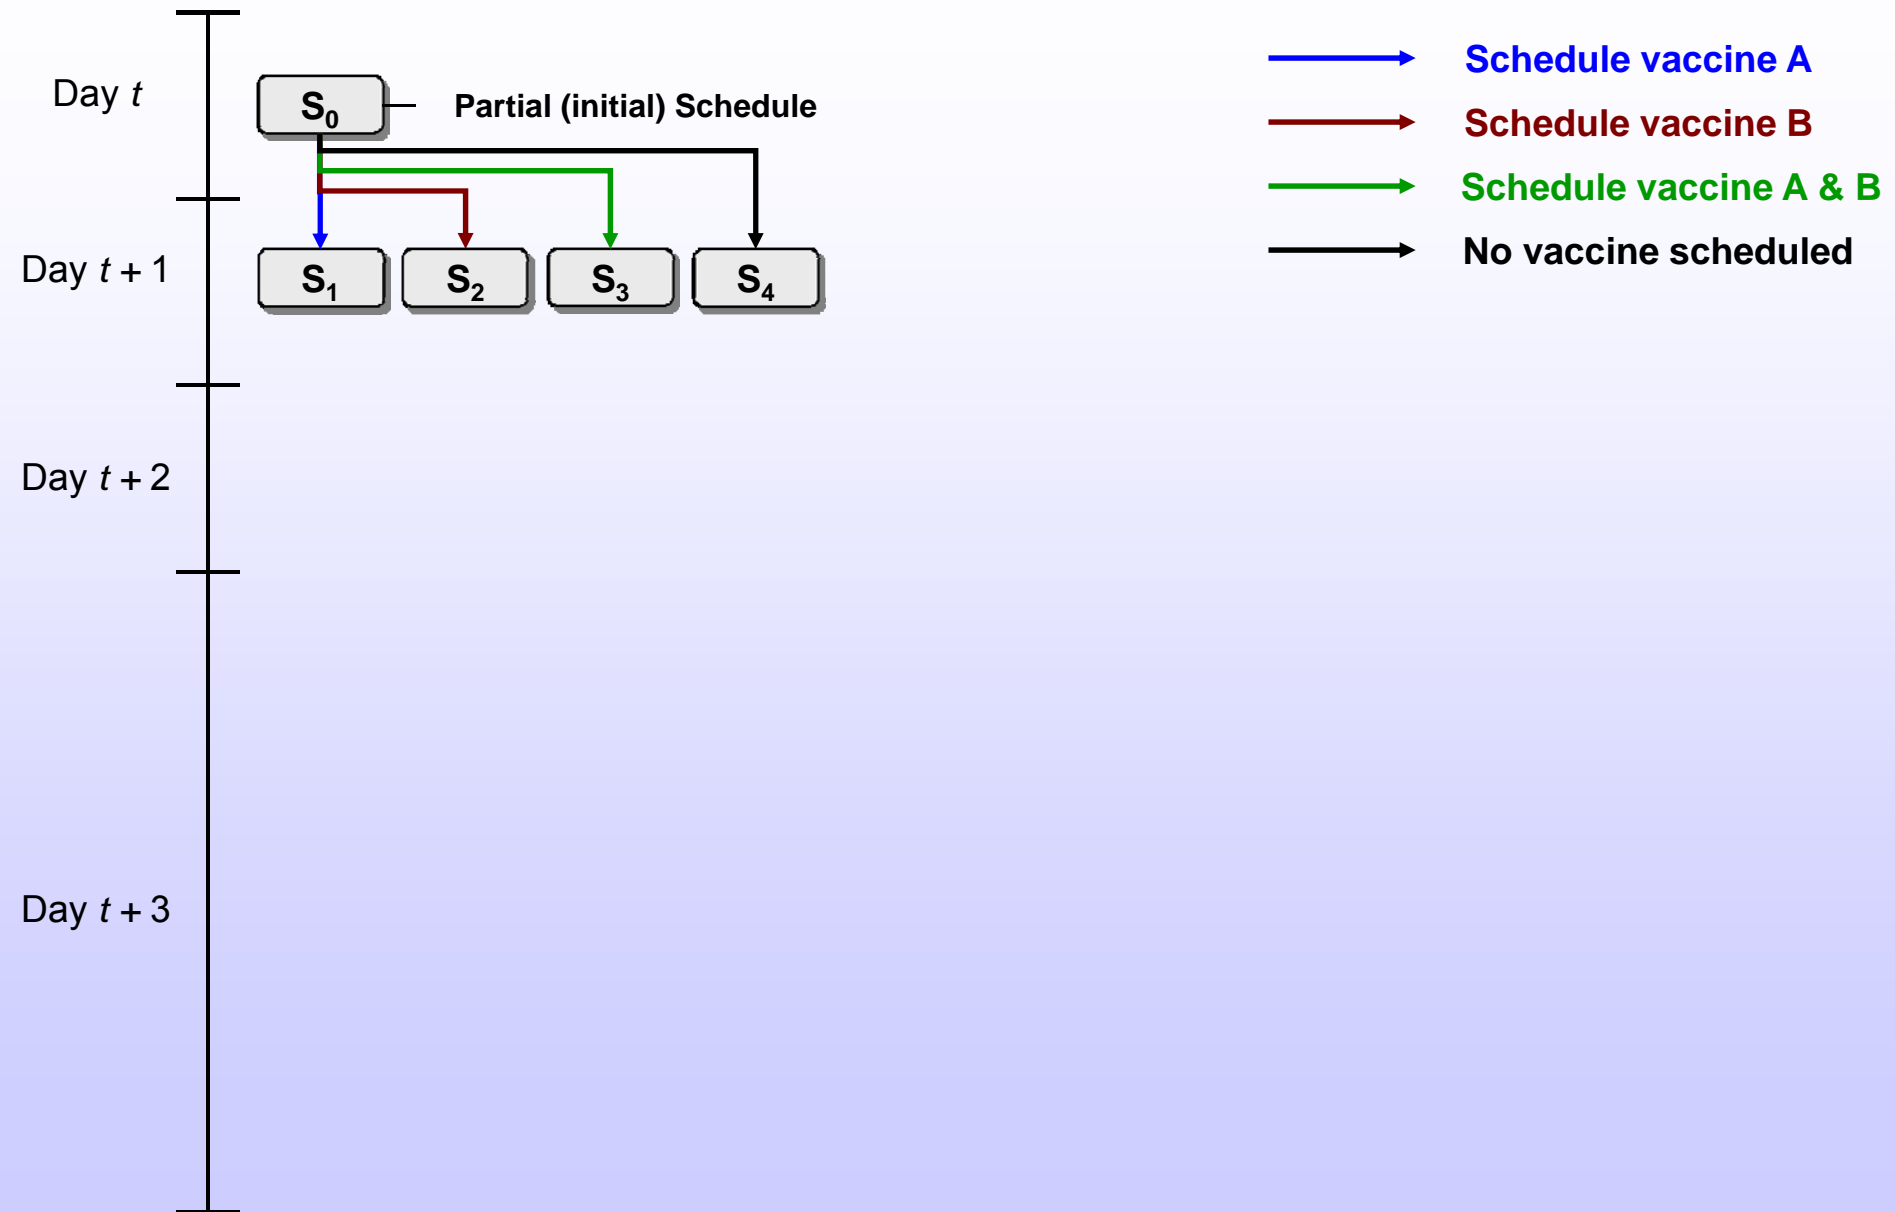 Day t
S₀
Partial (initial) Schedule
Schedule vaccine A
Schedule vaccine B
Schedule vaccine A & B
No vaccine scheduled
Day t + 1
S₁
S₂
S₃
S₄
Day t + 2
Day t + 3